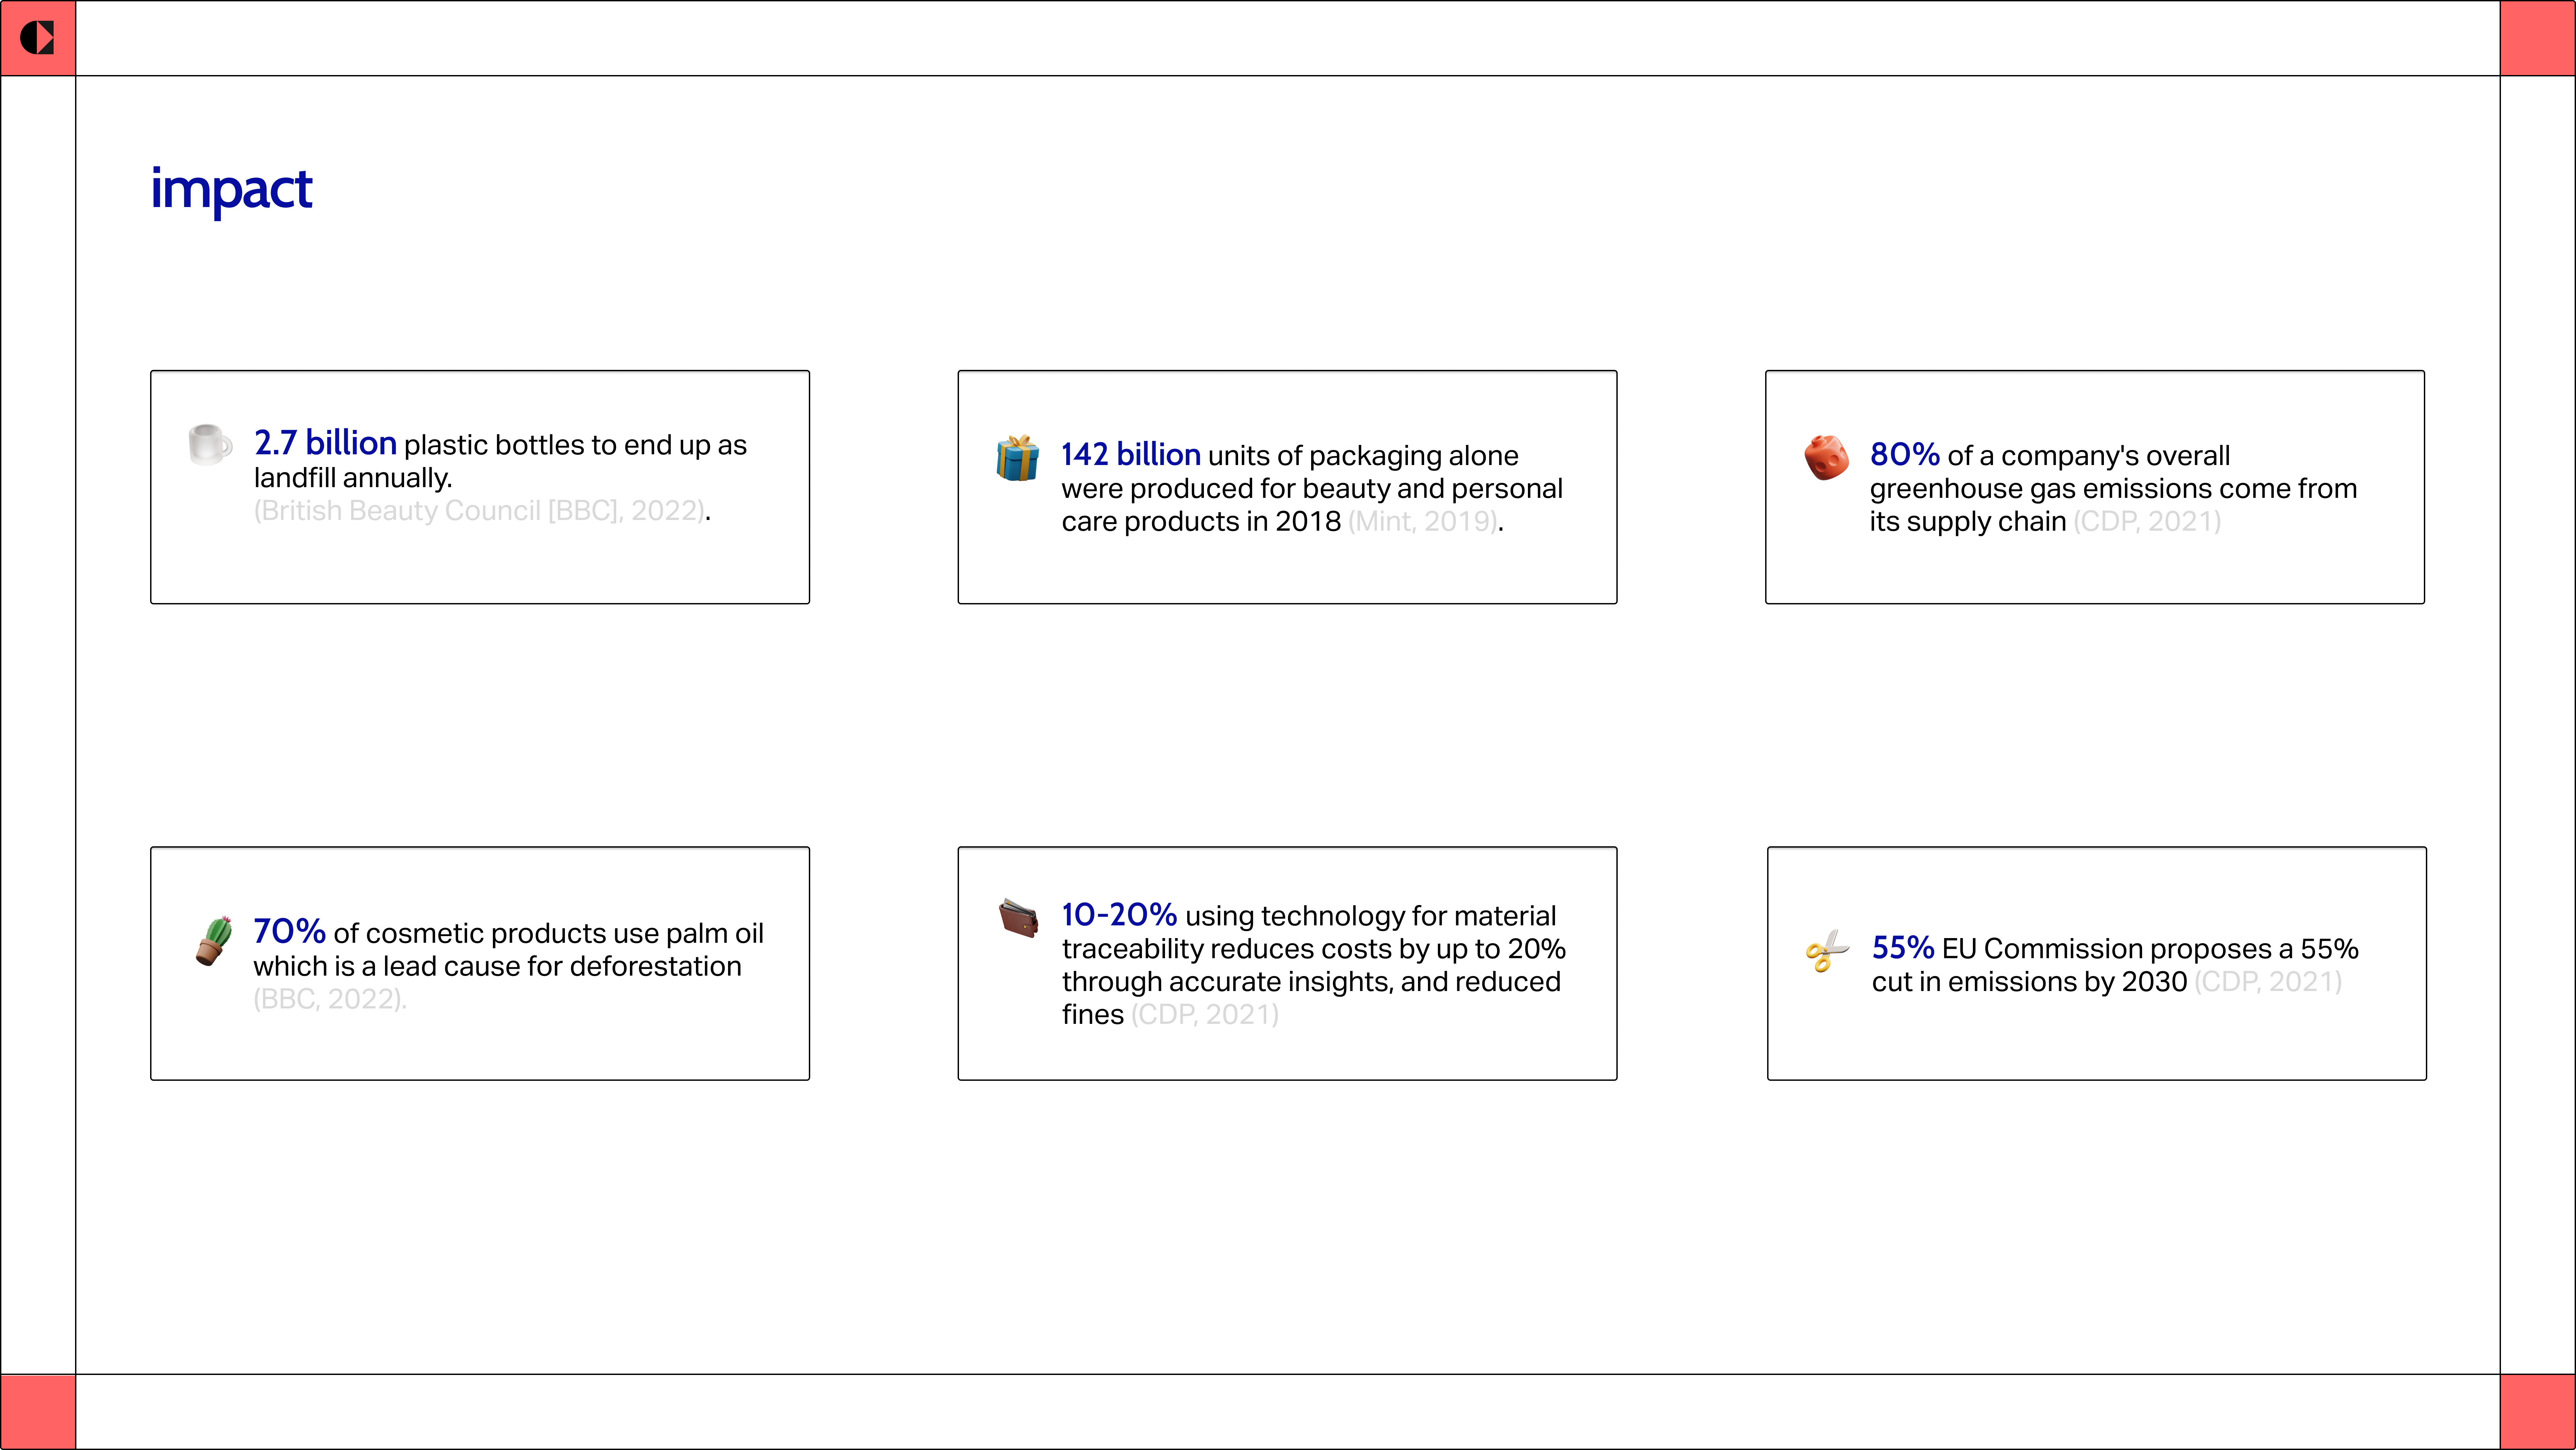 impact
2.7 billion plastic bottles to end up as
landfill annually.
(British Beauty Council [BBC], 2022).
142 billion units of packaging alone
were produced for beauty and personal
care products in 2018 (Mint, 2019).
80% of a company's overall
greenhouse gas emissions come from
its supply chain (CDP, 2021)
70% of cosmetic products use palm oil
which is a lead cause for deforestation
(BBC, 2022).
10-20% using technology for material
traceability reduces costs by up to 20%
through accurate insights, and reduced
fines (CDP, 2021)
55% EU Commission proposes a 55%
cut in emissions by 2030 (CDP, 2021)